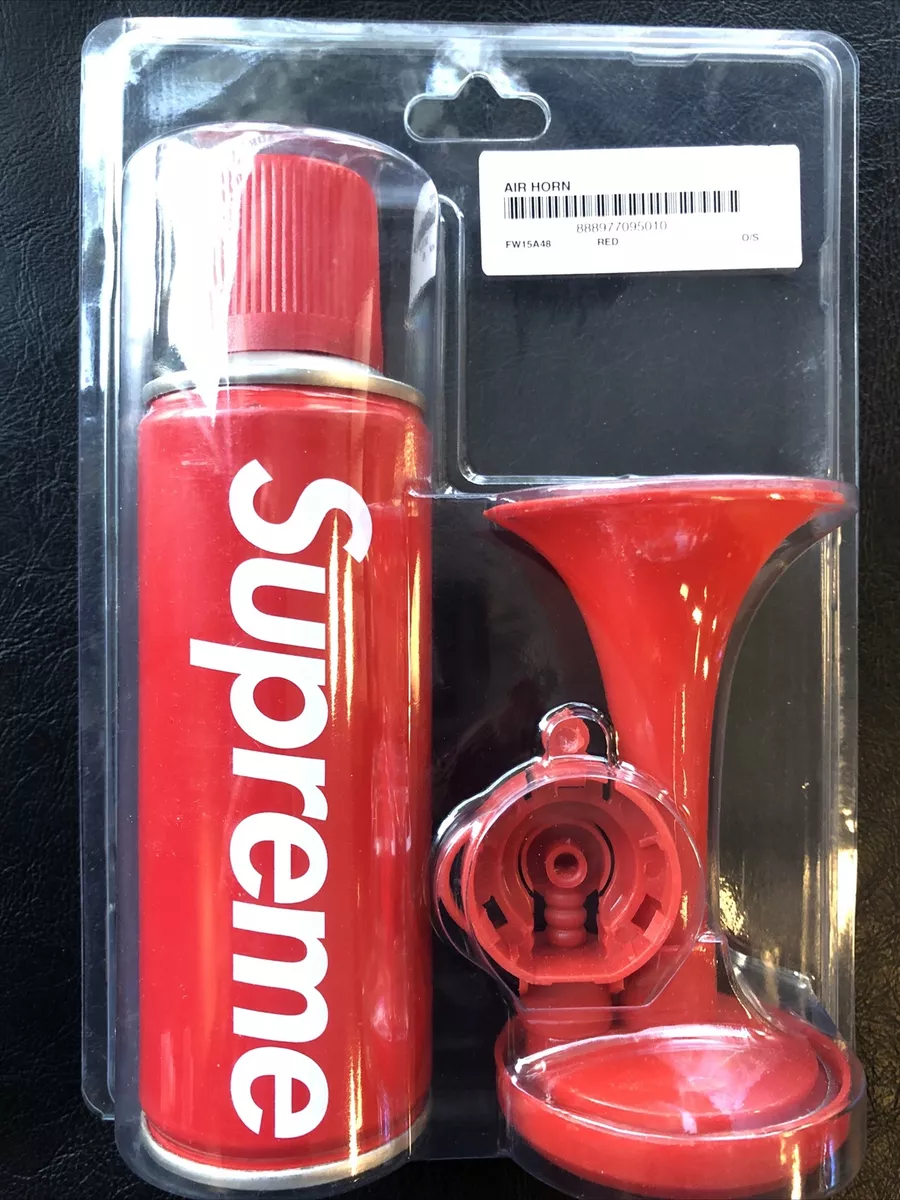 AIR HORN
888977095010
FW15A48 RED O/S
Supreme